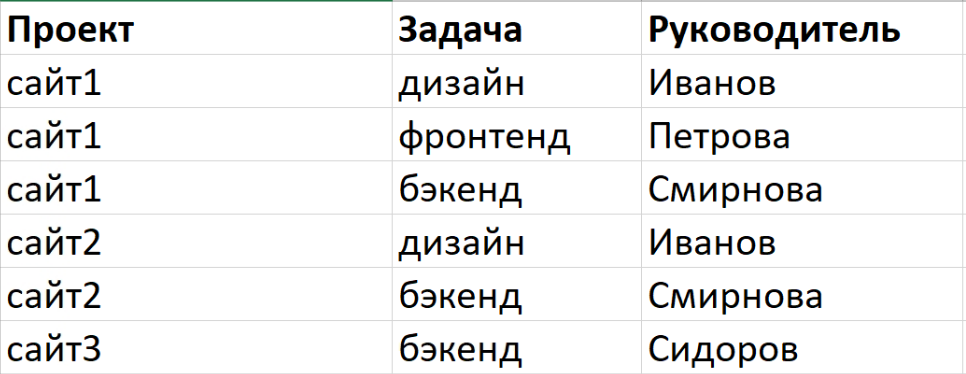 Проект Задача Руководитель
сайт1 дизайн Иванов
сайт1 фронтенд Петрова
сайт1 бэкенд Смирнова
сайт2 дизайн Иванов
сайт2 бэкенд Смирнова
сайт3 бэкенд Сидоров